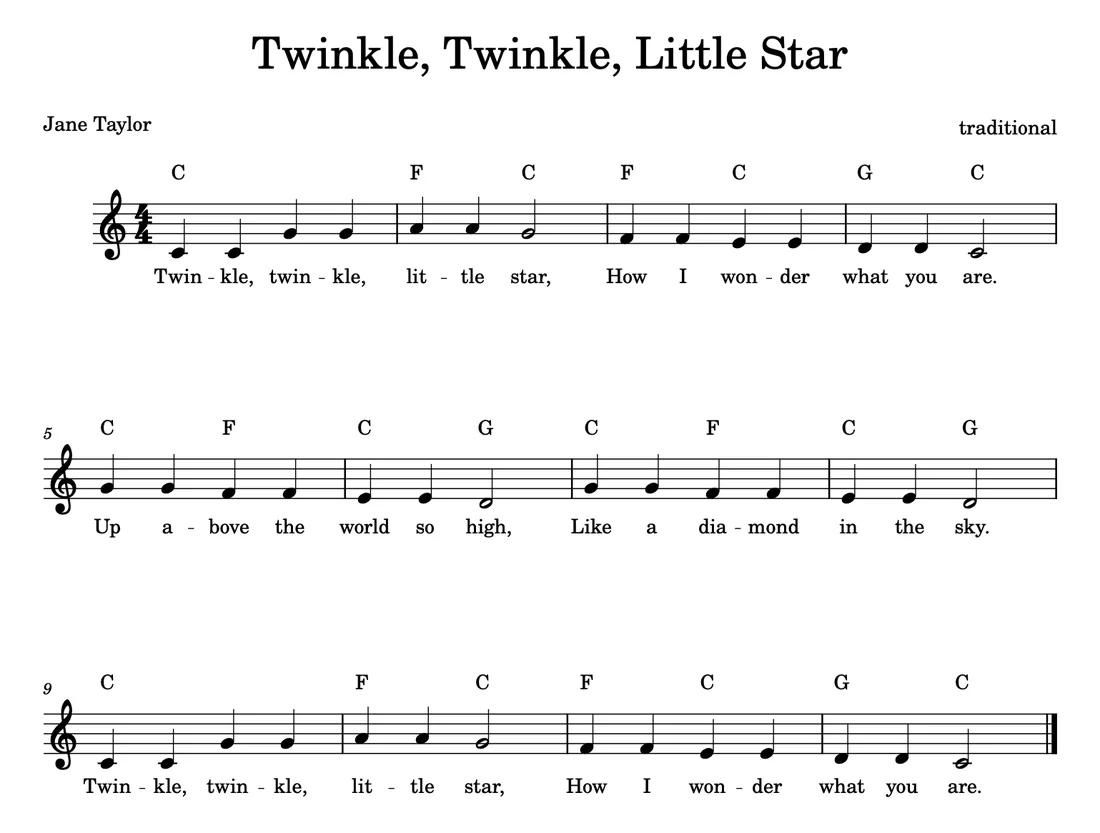 Twinkle, Twinkle, Little Star
Jane Taylor traditional
C F C F C G C
4
4
Twin - kle, twin - kle, lit - tle star, How I won - der what you are.
5
C F C G C F C G
Up a - bove the world so high, Like a dia - mond in the sky.
9
C F C F C G C
Twin - kle, twin - kle, lit - tle star, How I won - der what you are.